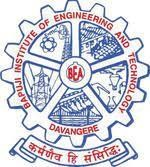 BAPUJI INSTITUTE OF ENGINEERING AND TECHNOLOGY
BEA
DAVANGERE
कर्मणैव हि संसिद्धिः